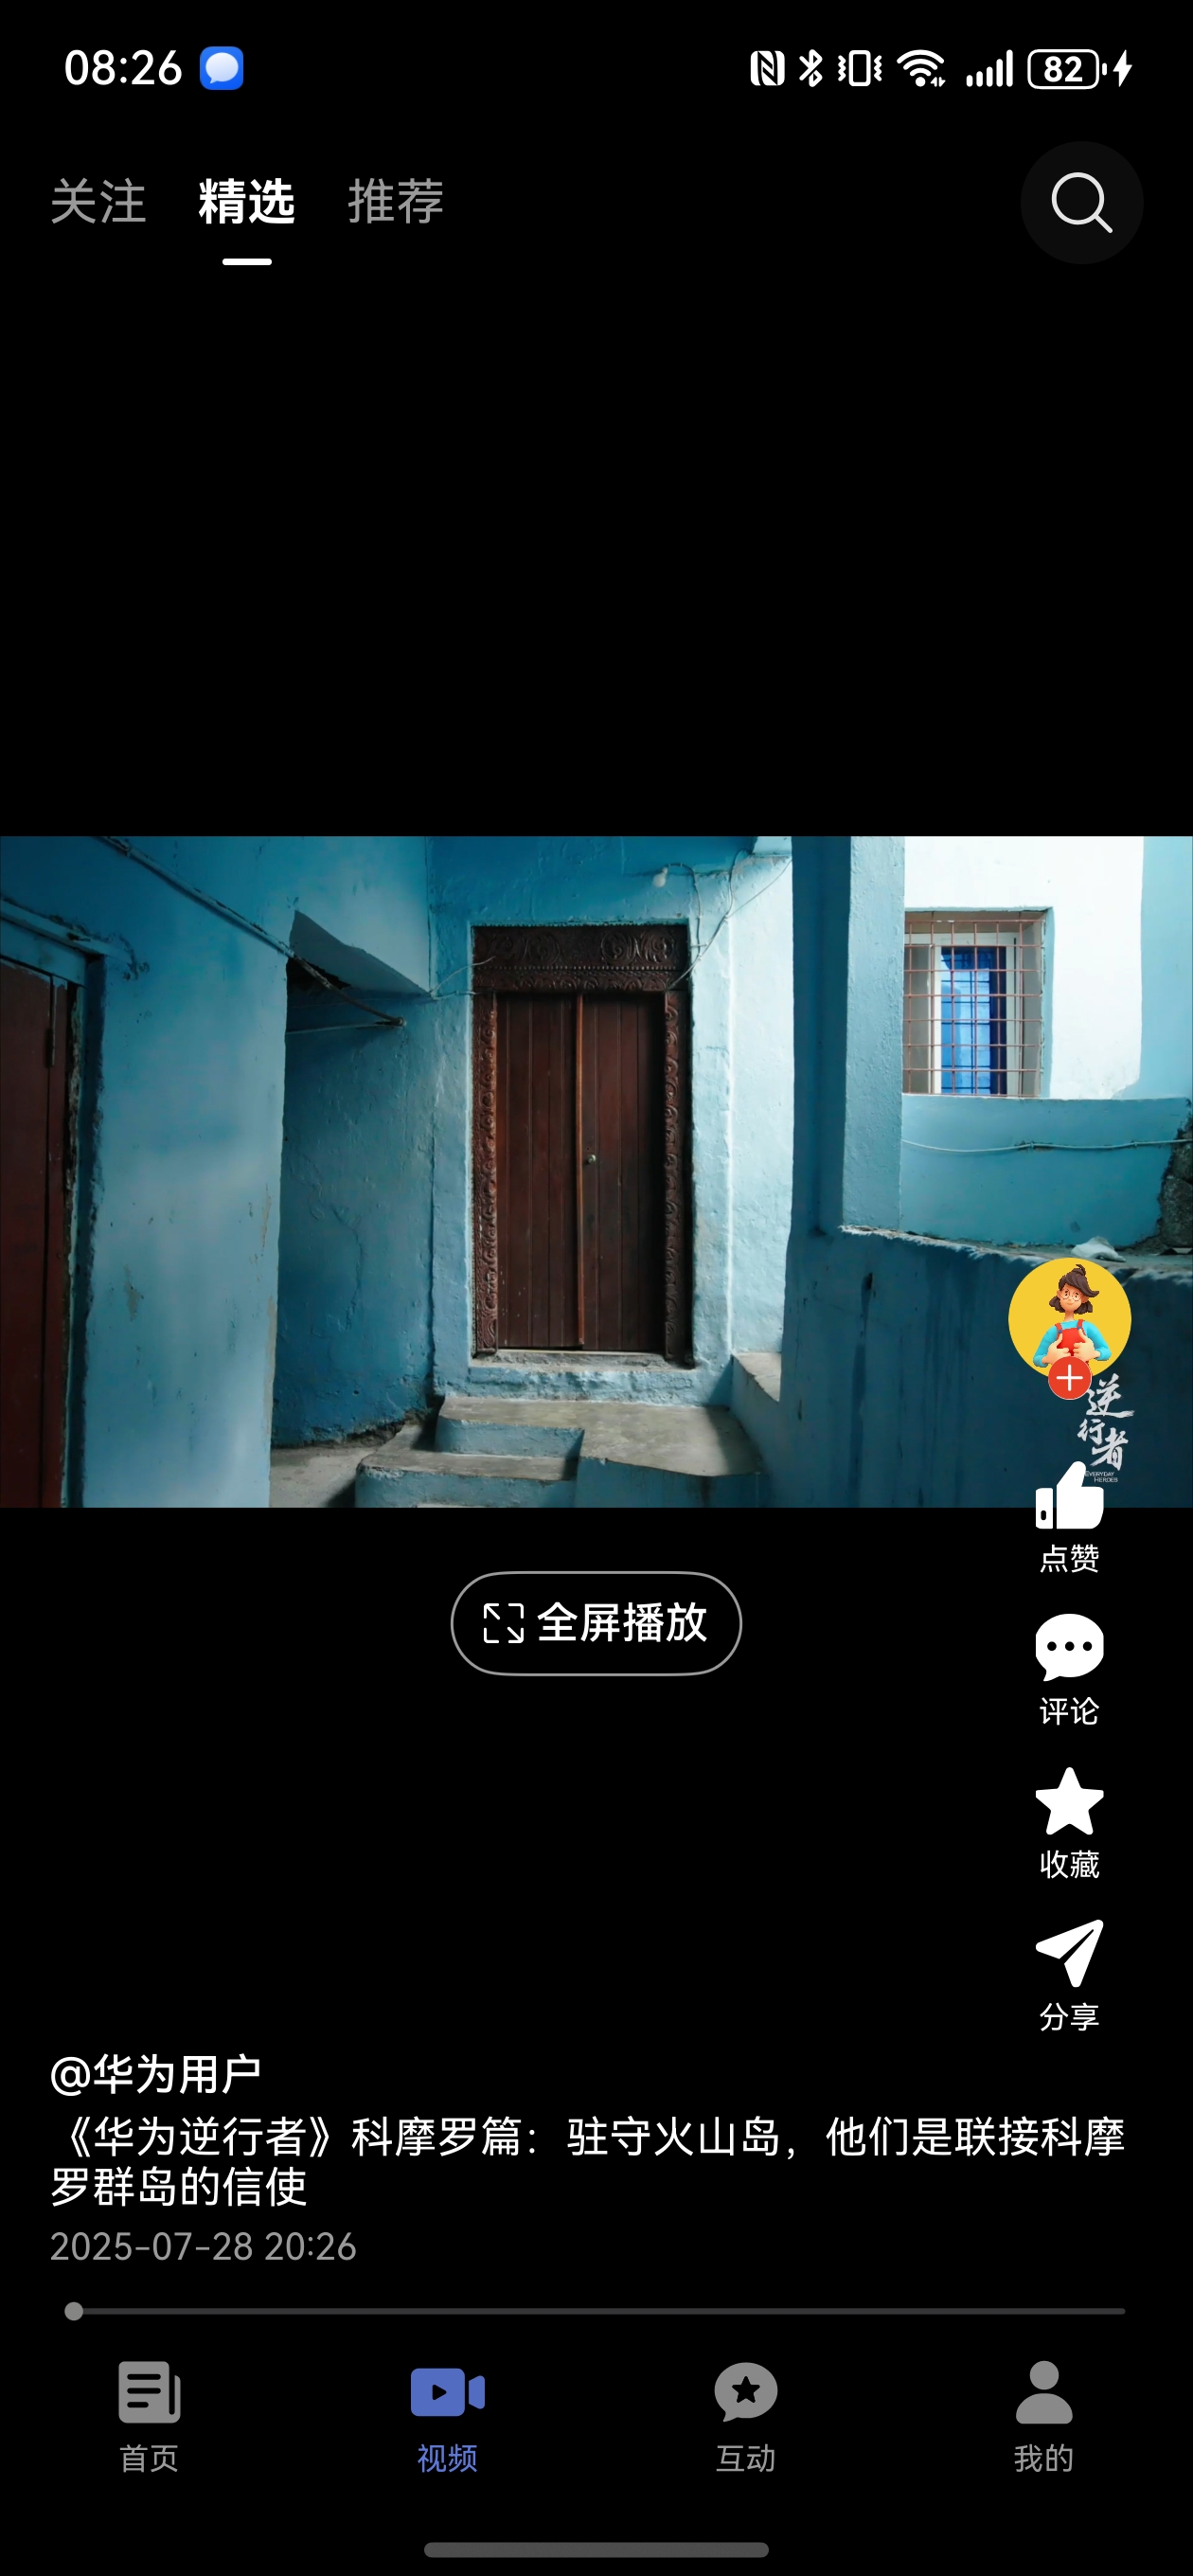 08:26
82
关注 精选 推荐
逆
行
者
EVERYDAY
HEROES
点赞
全屏播放
评论
收藏
分享
@华为用户
《华为逆行者》科摩罗篇：驻守火山岛，他们是联接科摩
罗群岛的信使
2025-07-28 20:26
首页 视频 互动 我的